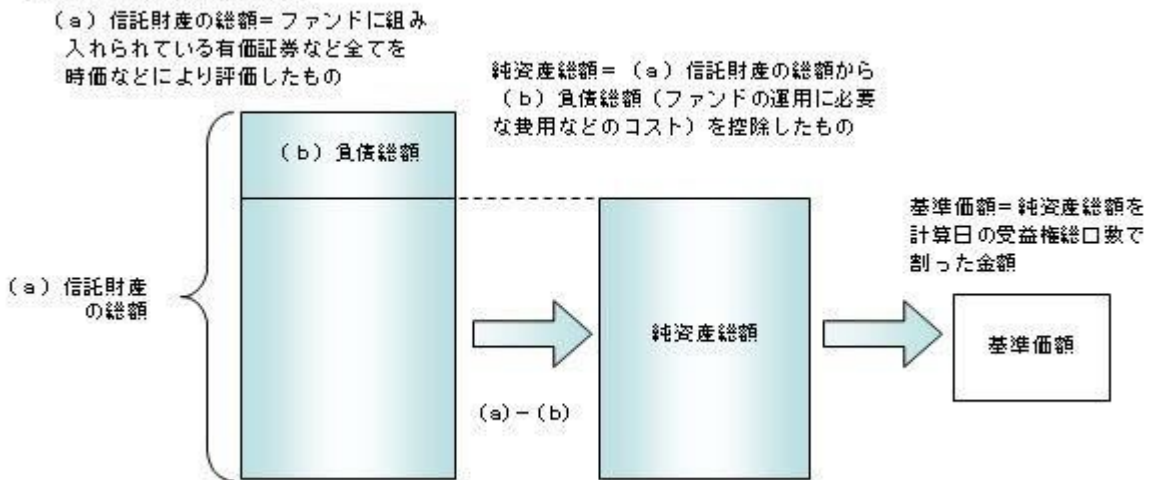 （a）信託財産の総額＝ファンドに組み
入れられている有価証券など全てを
時価などにより評価したもの
純資産総額＝（a）信託財産の総額から
（b）負債総額（ファンドの運用に必要
な費用などのコスト）を控除したもの
（b）負債総額
基準価額＝純資産総額を
計算日の受益権総口数で
割った金額
（a）信託財産
の総額
純資産総額
基準価額
(a)－(b)